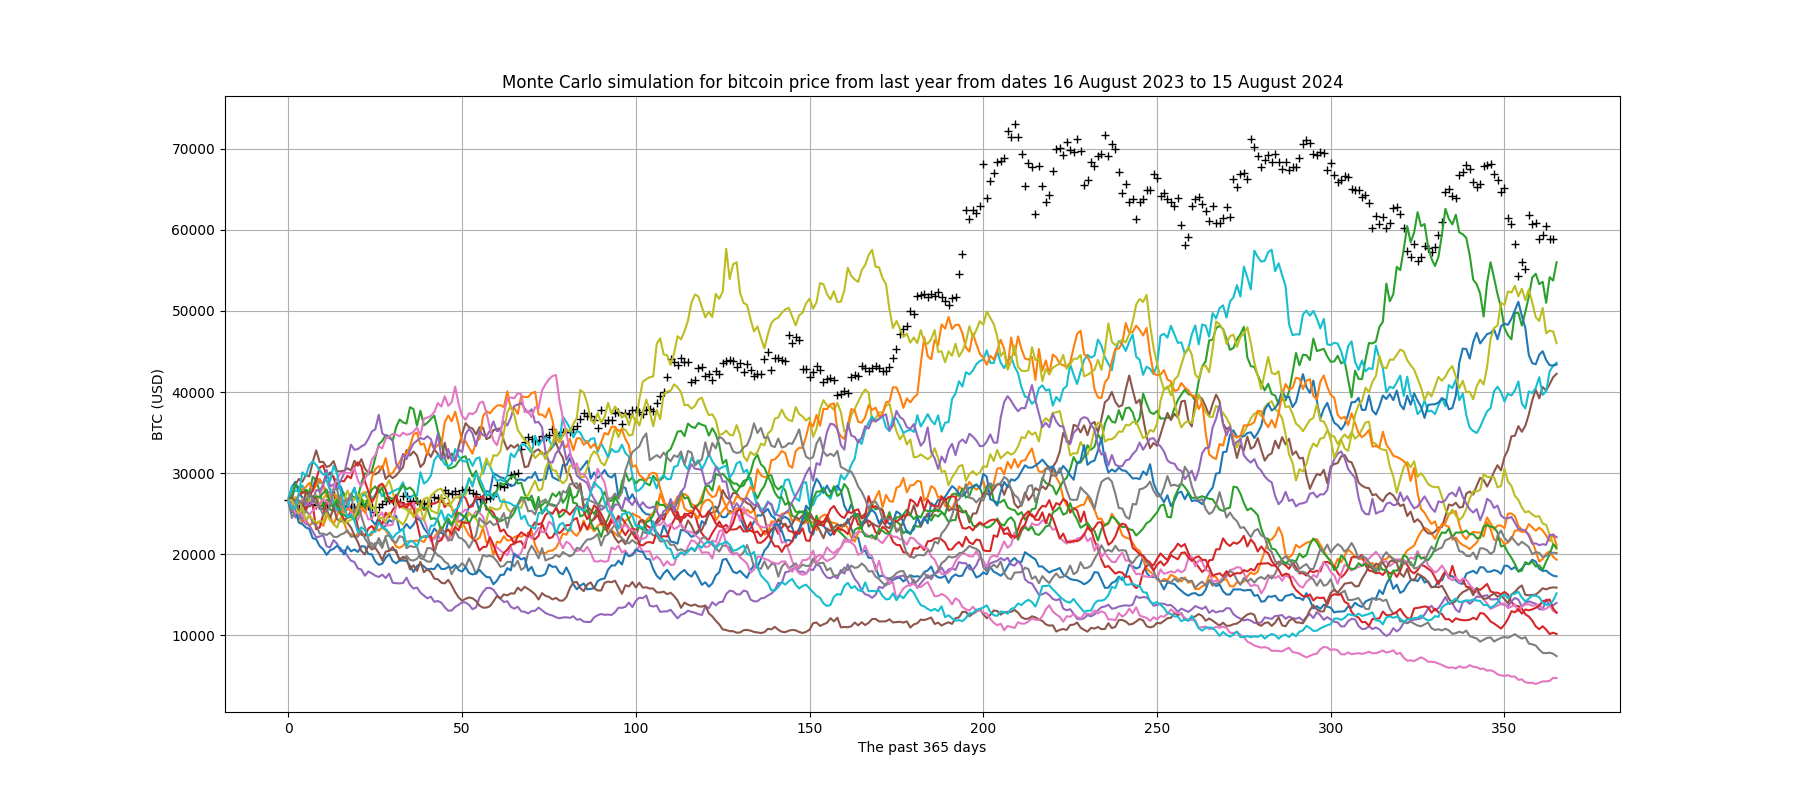 Monte Carlo simulation for bitcoin price from last year from dates 16 August 2023 to 15 August 2024
70000
60000
50000
40000
30000
20000
10000
BTC (USD)
0 50 100 150 200 250 300 350
The past 365 days